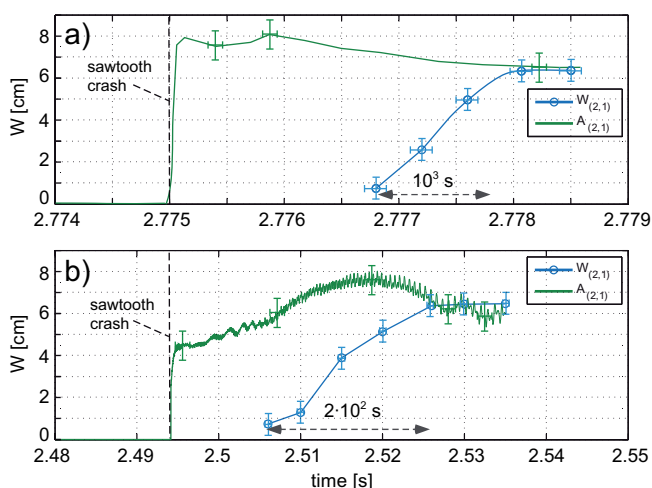 a)
W [cm]
8
6
4
2
0
sawtooth
crash
W(2,1)
A(2,1)
10³ s
2.774 2.775 2.776 2.777 2.778 2.779
b)
W [cm]
8
6
4
2
0
sawtooth
crash
W(2,1)
A(2,1)
2·10² s
2.48 2.49 2.5 2.51 2.52 2.53 2.54 2.55
time [s]